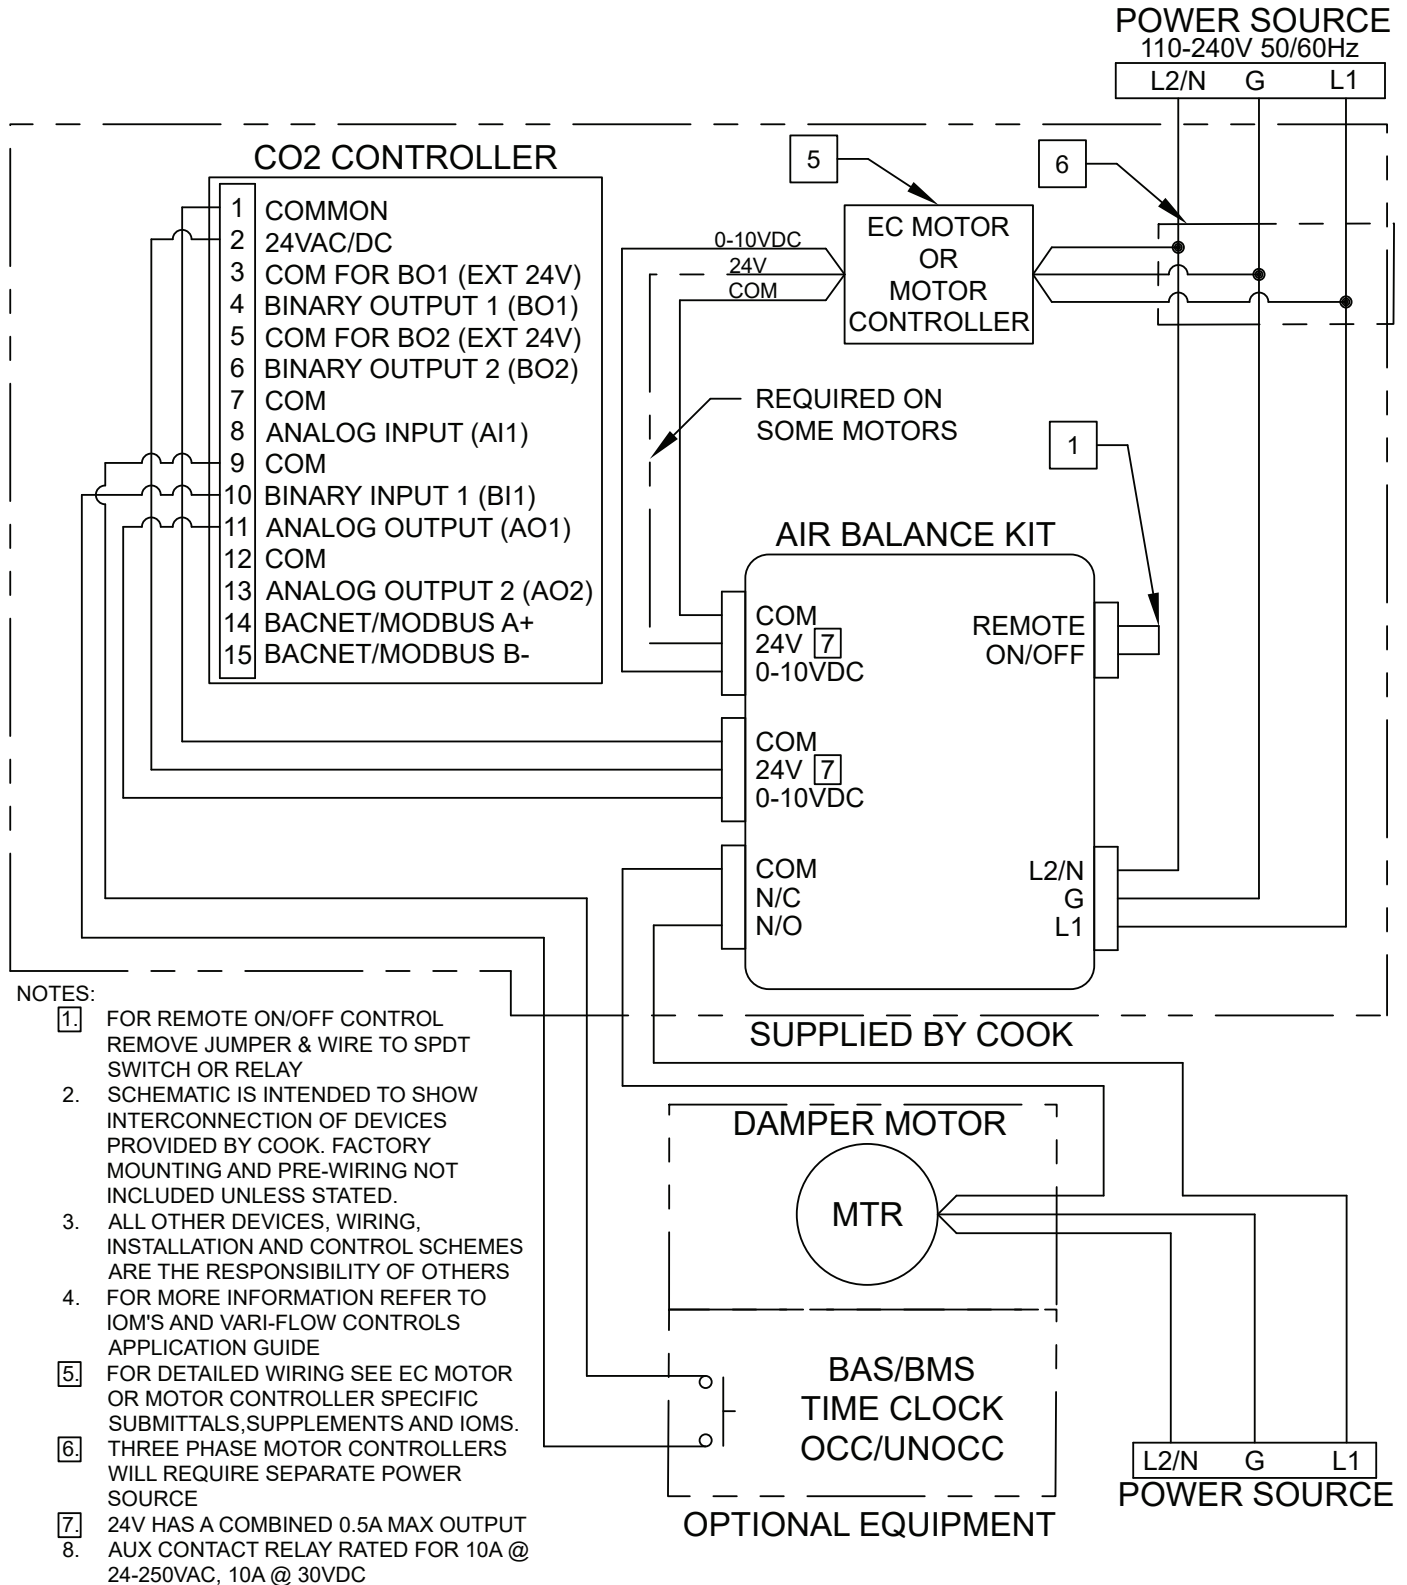 POWER SOURCE
110-240V 50/60Hz
L2/N G L1
CO2 CONTROLLER
1 COMMON
2 24VAC/DC
3 COM FOR BO1 (EXT 24V)
4 BINARY OUTPUT 1 (BO1)
5 COM FOR BO2 (EXT 24V)
6 BINARY OUTPUT 2 (BO2)
7 COM
8 ANALOG INPUT (AI1)
9 COM
10 BINARY INPUT 1 (BI1)
11 ANALOG OUTPUT (AO1)
12 COM
13 ANALOG OUTPUT 2 (AO2)
14 BACNET/MODBUS A+
15 BACNET/MODBUS B-
5
6
0-10VDC
24V
COM
EC MOTOR
OR
MOTOR
CONTROLLER
REQUIRED ON
SOME MOTORS
1
AIR BALANCE KIT
COM
24V 7
0-10VDC
REMOTE
ON/OFF
COM
24V 7
0-10VDC
COM
N/C
N/O
L2/N
G
L1
SUPPLIED BY COOK
NOTES:
1. FOR REMOTE ON/OFF CONTROL
REMOVE JUMPER & WIRE TO SPDT
SWITCH OR RELAY
2. SCHEMATIC IS INTENDED TO SHOW
INTERCONNECTION OF DEVICES
PROVIDED BY COOK. FACTORY
MOUNTING AND PRE-WIRING NOT
INCLUDED UNLESS STATED.
3. ALL OTHER DEVICES, WIRING,
INSTALLATION AND CONTROL SCHEMES
ARE THE RESPONSIBILITY OF OTHERS
4. FOR MORE INFORMATION REFER TO
IOM'S AND VARI-FLOW CONTROLS
APPLICATION GUIDE
5. FOR DETAILED WIRING SEE EC MOTOR
OR MOTOR CONTROLLER SPECIFIC
SUBMITTALS,SUPPLEMENTS AND IOMS.
6. THREE PHASE MOTOR CONTROLLERS
WILL REQUIRE SEPARATE POWER
SOURCE
7. 24V HAS A COMBINED 0.5A MAX OUTPUT
8. AUX CONTACT RELAY RATED FOR 10A @
24-250VAC, 10A @ 30VDC
DAMPER MOTOR
MTR
BAS/BMS
TIME CLOCK
OCC/UNOCC
OPTIONAL EQUIPMENT
L2/N G L1
POWER SOURCE